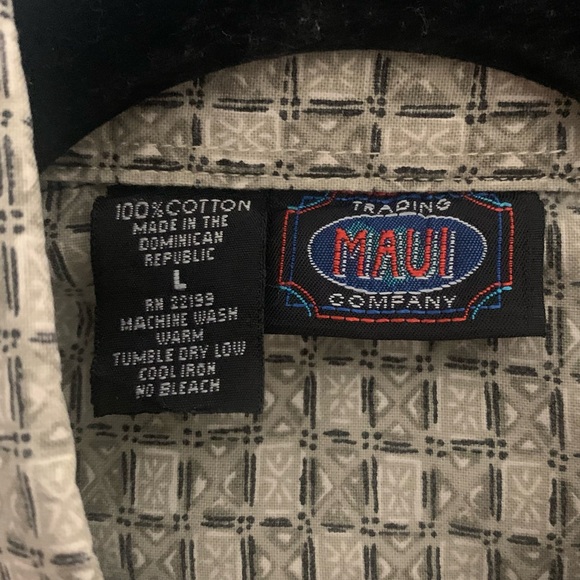 100% COTTON
MADE IN THE
DOMINICAN
REPUBLIC
L
RN 22199
MACHINE WASH
WARM
TUMBLE DRY LOW
COOL IRON
NO BLEACH
TRADING
MAUI
COMPANY